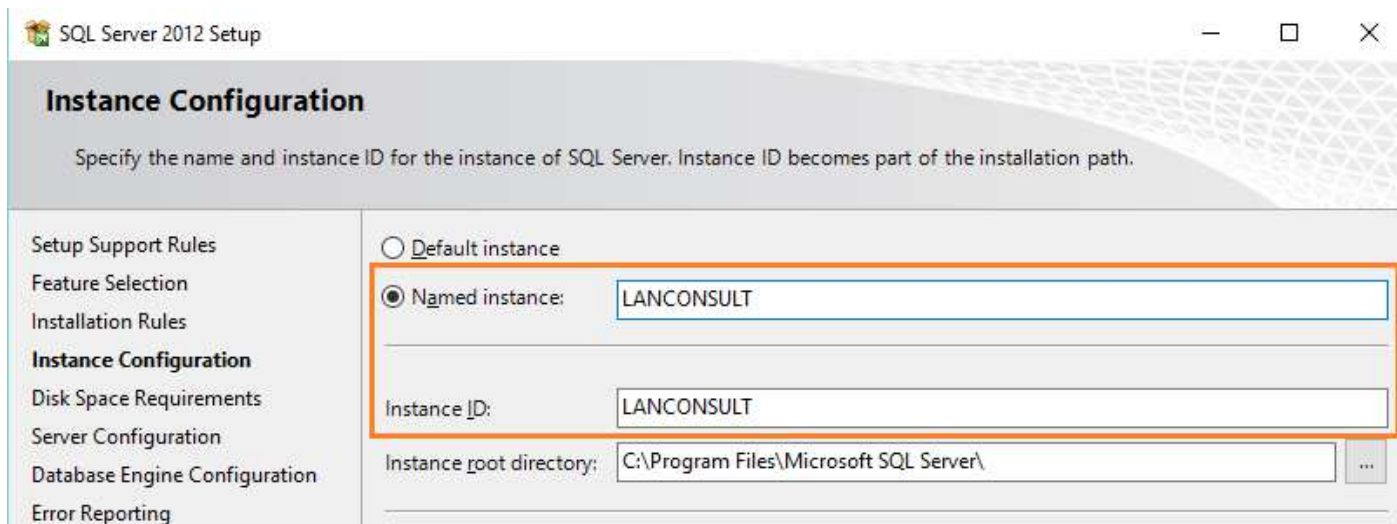 SQL Server 2012 Setup
Instance Configuration
Specify the name and instance ID for the instance of SQL Server. Instance ID becomes part of the installation path.
Setup Support Rules
Feature Selection
Installation Rules
Instance Configuration
Disk Space Requirements
Server Configuration
Database Engine Configuration
Error Reporting
Default instance
Named instance: LANCONSULT
Instance ID: LANCONSULT
Instance root directory: C:\Program Files\Microsoft SQL Server\ ...